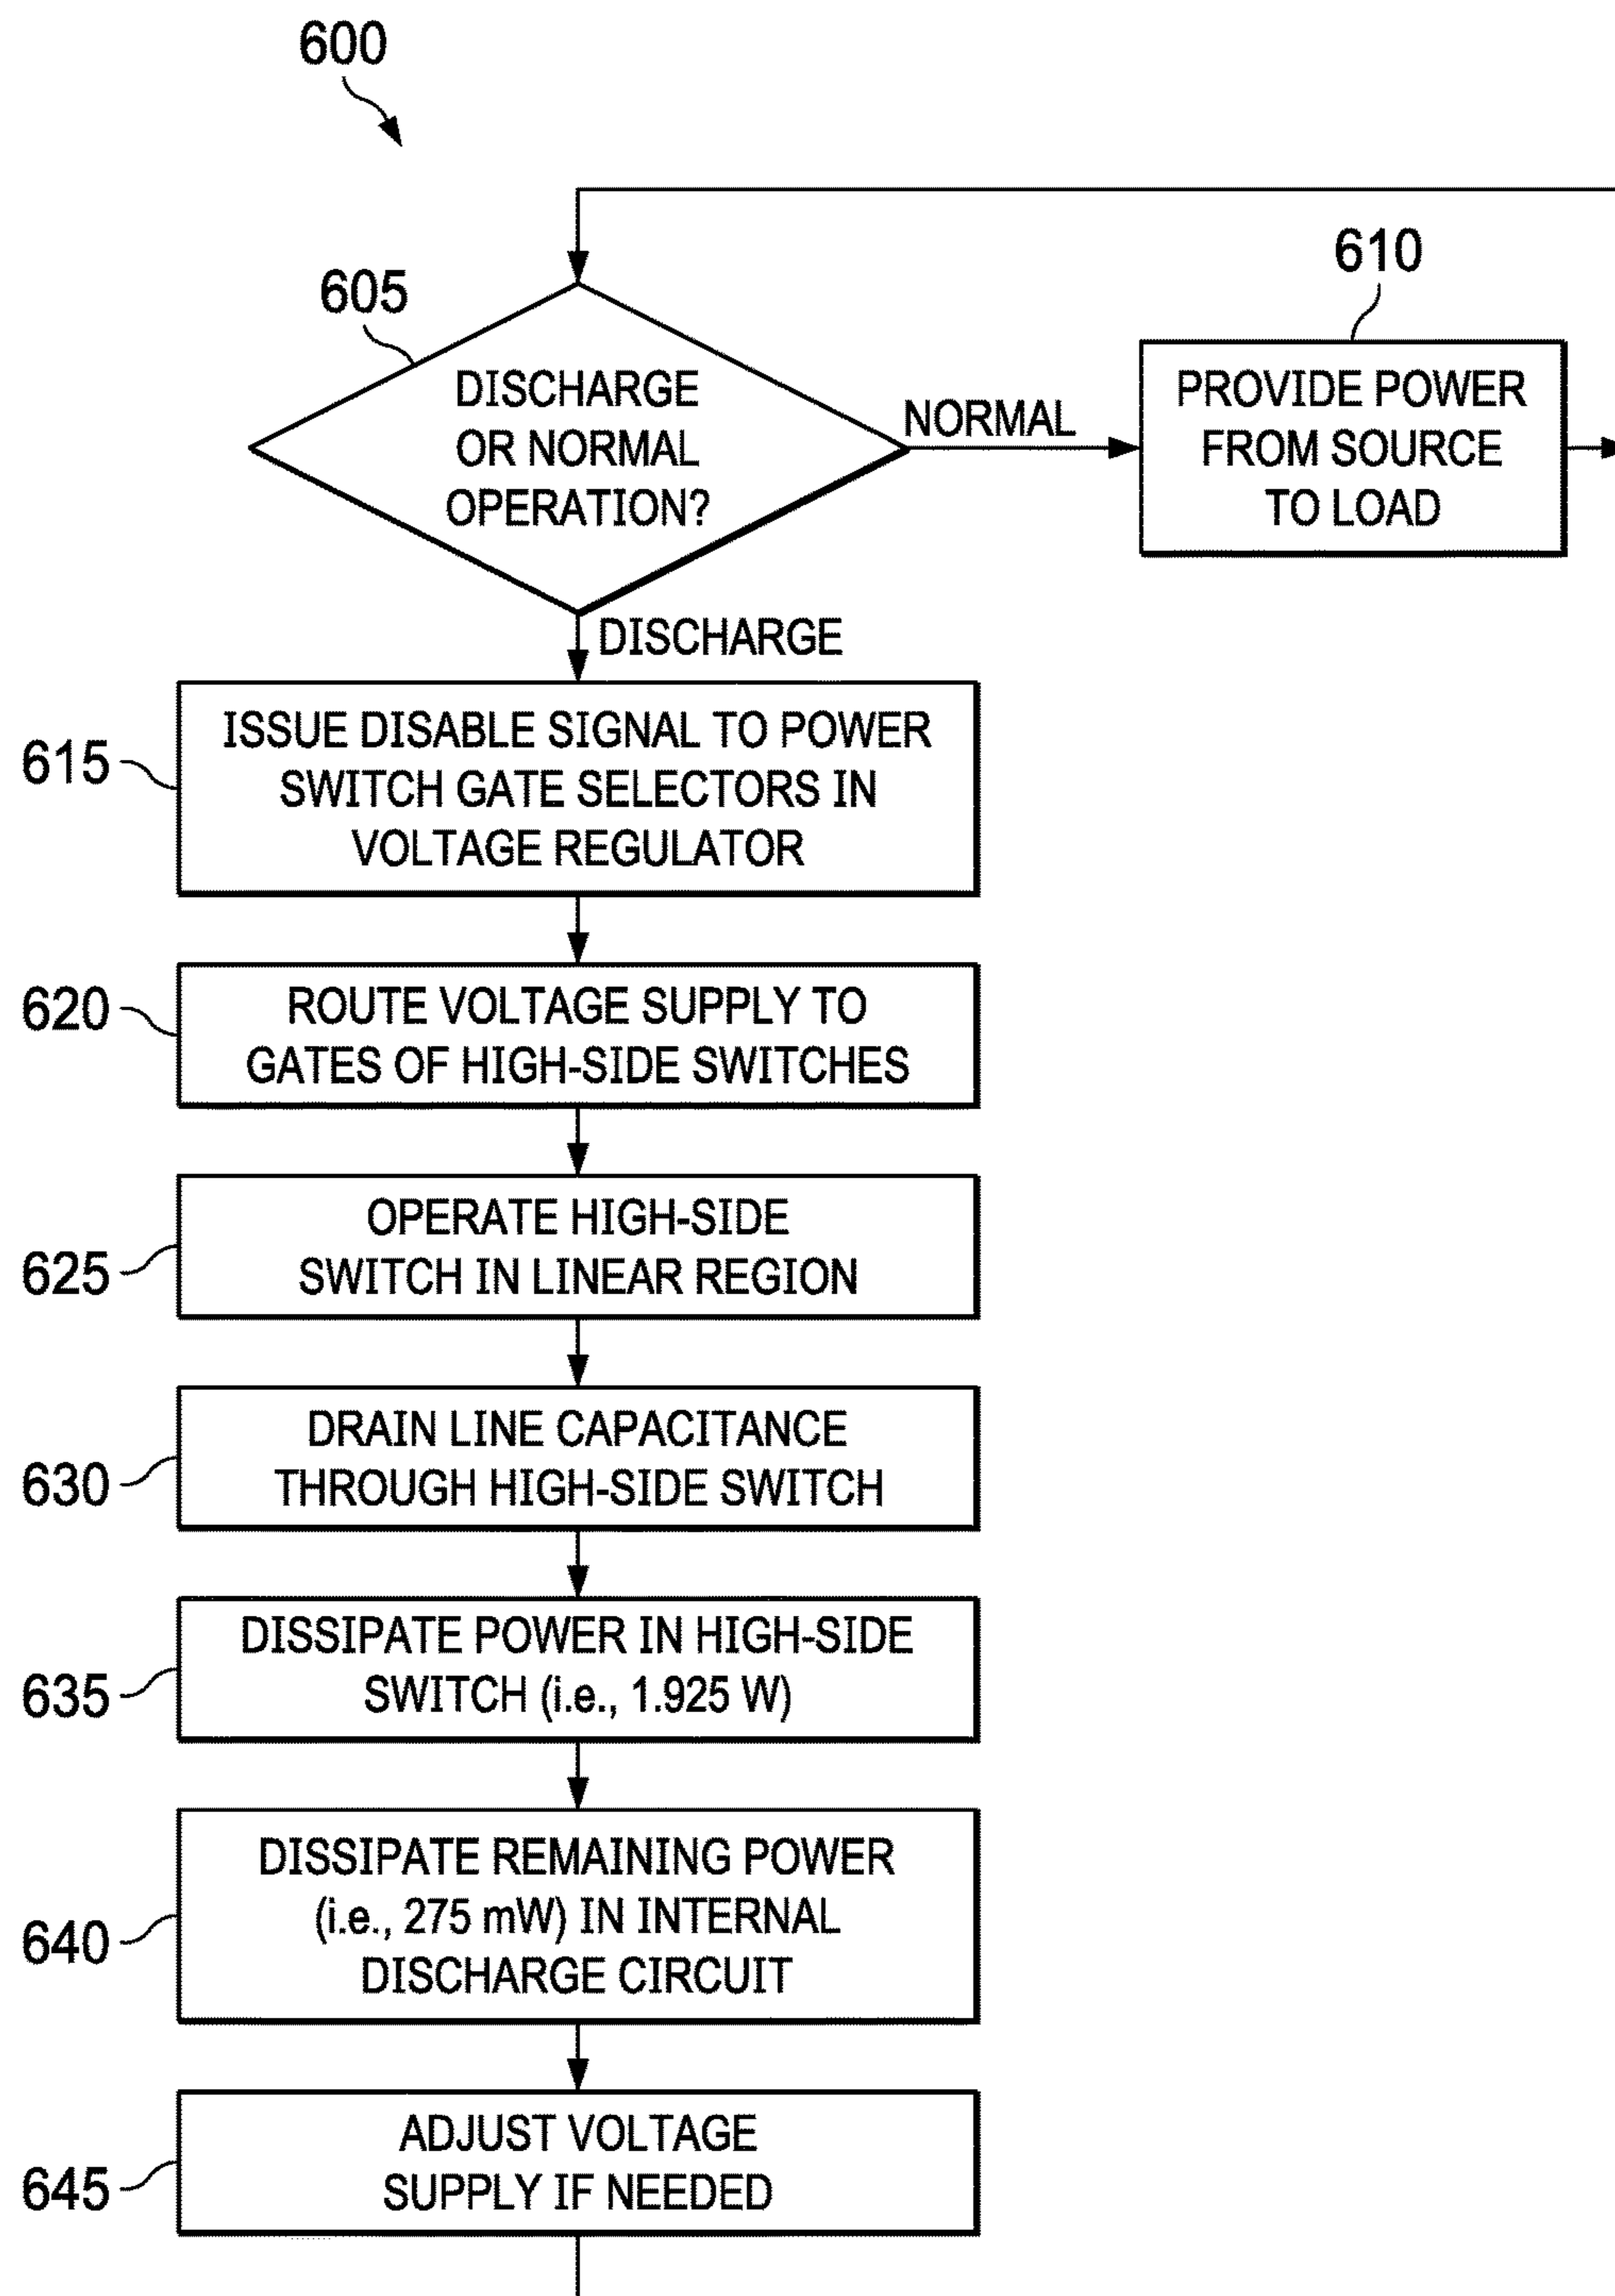 600
605
DISCHARGE
OR NORMAL
OPERATION?
NORMAL
610
PROVIDE POWER
FROM SOURCE
TO LOAD
DISCHARGE
615
ISSUE DISABLE SIGNAL TO POWER
SWITCH GATE SELECTORS IN
VOLTAGE REGULATOR
620
ROUTE VOLTAGE SUPPLY TO
GATES OF HIGH-SIDE SWITCHES
625
OPERATE HIGH-SIDE
SWITCH IN LINEAR REGION
630
DRAIN LINE CAPACITANCE
THROUGH HIGH-SIDE SWITCH
635
DISSIPATE POWER IN HIGH-SIDE
SWITCH (i.e., 1.925 W)
640
DISSIPATE REMAINING POWER
(i.e., 275 mW) IN INTERNAL
DISCHARGE CIRCUIT
645
ADJUST VOLTAGE
SUPPLY IF NEEDED